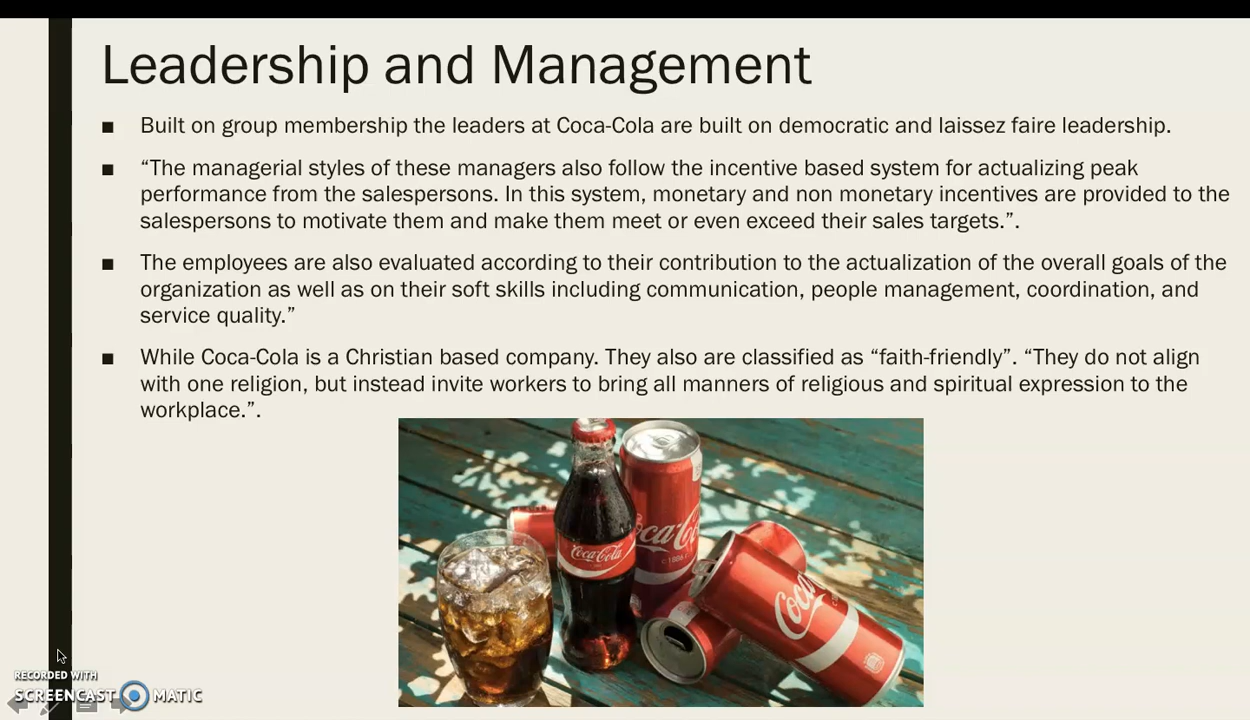 Leadership and Management
■ Built on group membership the leaders at Coca-Cola are built on democratic and laissez faire leadership.
■ “The managerial styles of these managers also follow the incentive based system for actualizing peak
performance from the salespersons. In this system, monetary and non monetary incentives are provided to the
salespersons to motivate them and make them meet or even exceed their sales targets.”.
■ The employees are also evaluated according to their contribution to the actualization of the overall goals of the
organization as well as on their soft skills including communication, people management, coordination, and
service quality.”
■ While Coca-Cola is a Christian based company. They also are classified as “faith-friendly”. “They do not align
with one religion, but instead invite workers to bring all manners of religious and spiritual expression to the
workplace.”.
Coca-Cola
Coca-Co
Coca
RECORDED WITH
SCREENCAST MATIC